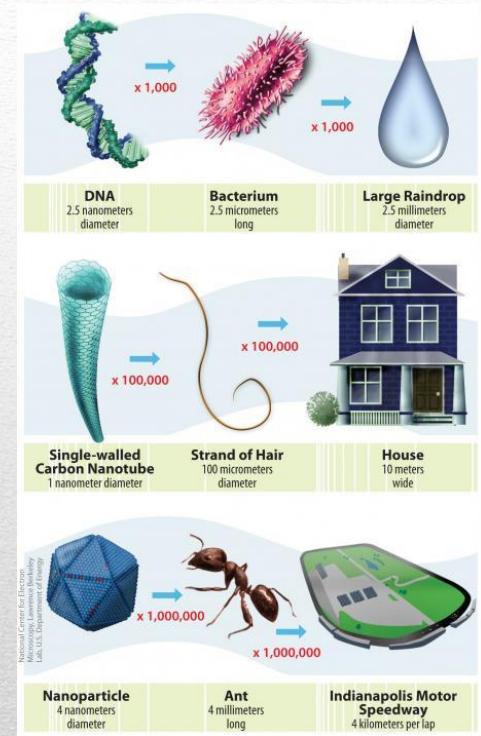 x 1,000
x 1,000
DNA
2.5 nanometers
diameter
Bacterium
2.5 micrometers
long
Large Raindrop
2.5 millimeters
diameter
x 100,000
x 100,000
Single-walled
Carbon Nanotube
1 nanometer diameter
Strand of Hair
100 micrometers
diameter
House
10 meters
wide
National Center for Electron
Microscopy, Lawrence Berkeley
Lab, U.S. Department of Energy
x 1,000,000
x 1,000,000
Nanoparticle
4 nanometers
diameter
Ant
4 millimeters
long
Indianapolis Motor
Speedway
4 kilometers per lap